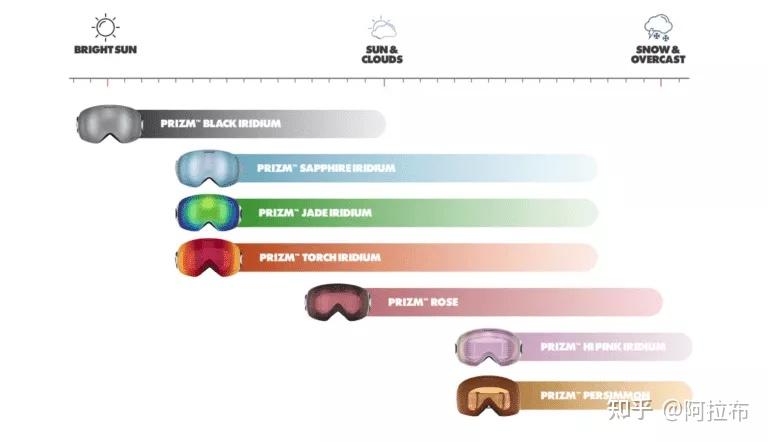 BRIGHT SUN
SUN &
CLOUDS
SNOW &
OVERCAST
PRIZM™ BLACK IRIDIUM
PRIZM™ SAPPHIRE IRIDIUM
PRIZM™ JADE IRIDIUM
PRIZM™ TORCH IRIDIUM
PRIZM™ ROSE
PRIZM™ HI PINK IRIDIUM
PRIZM™ PERSIMMON
知乎 @阿拉布